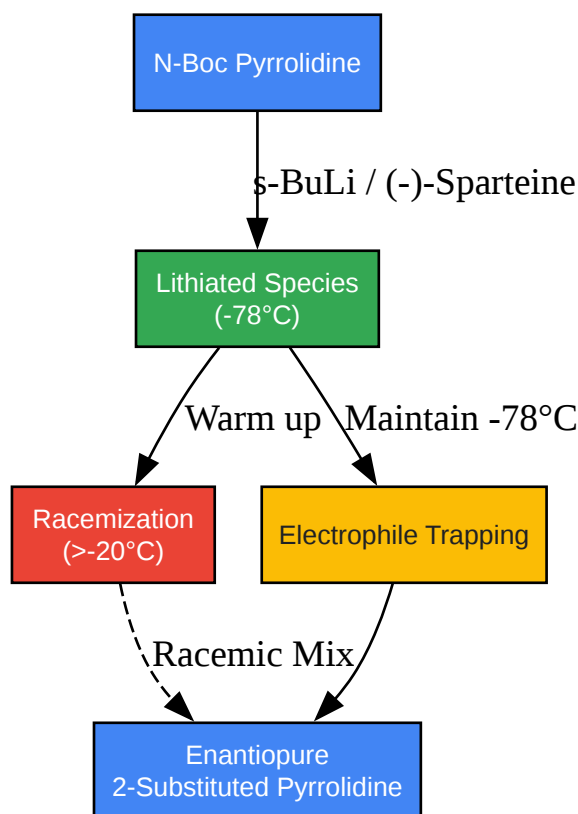 N-Boc Pyrrolidine
s-BuLi / (-)-Sparteine
Lithiated Species
(-78°C)
Warm up
Maintain -78°C
Racemization
(>-20°C)
Electrophile Trapping
Racemic Mix
Enantiopure
2-Substituted Pyrrolidine